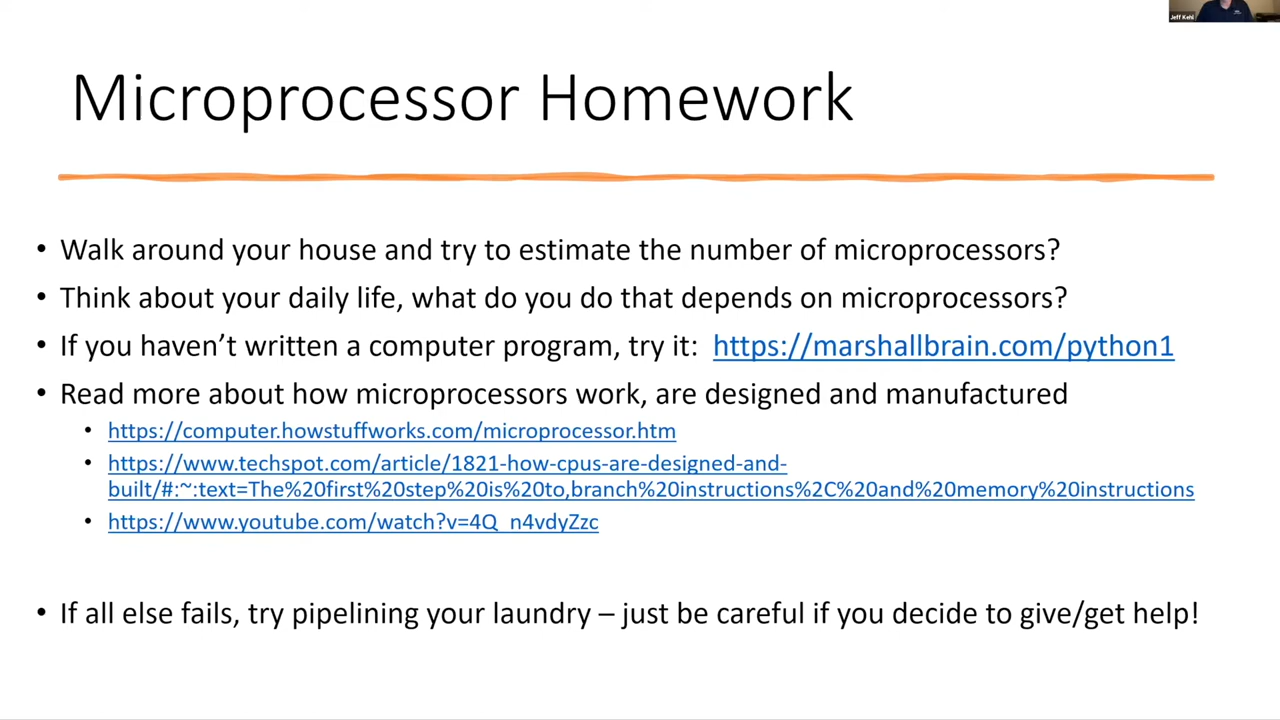 Jeff Kehl
Microprocessor Homework
• Walk around your house and try to estimate the number of microprocessors?
• Think about your daily life, what do you do that depends on microprocessors?
• If you haven’t written a computer program, try it: https://marshallbrain.com/python1
• Read more about how microprocessors work, are designed and manufactured
• https://computer.howstuffworks.com/microprocessor.htm
• https://www.techspot.com/article/1821-how-cpus-are-designed-and-
built/#:~:text=The%20first%20step%20is%20to,branch%20instructions%2C%20and%20memory%20instructions
• https://www.youtube.com/watch?v=4Q_n4vdyZzc
• If all else fails, try pipelining your laundry – just be careful if you decide to give/get help!